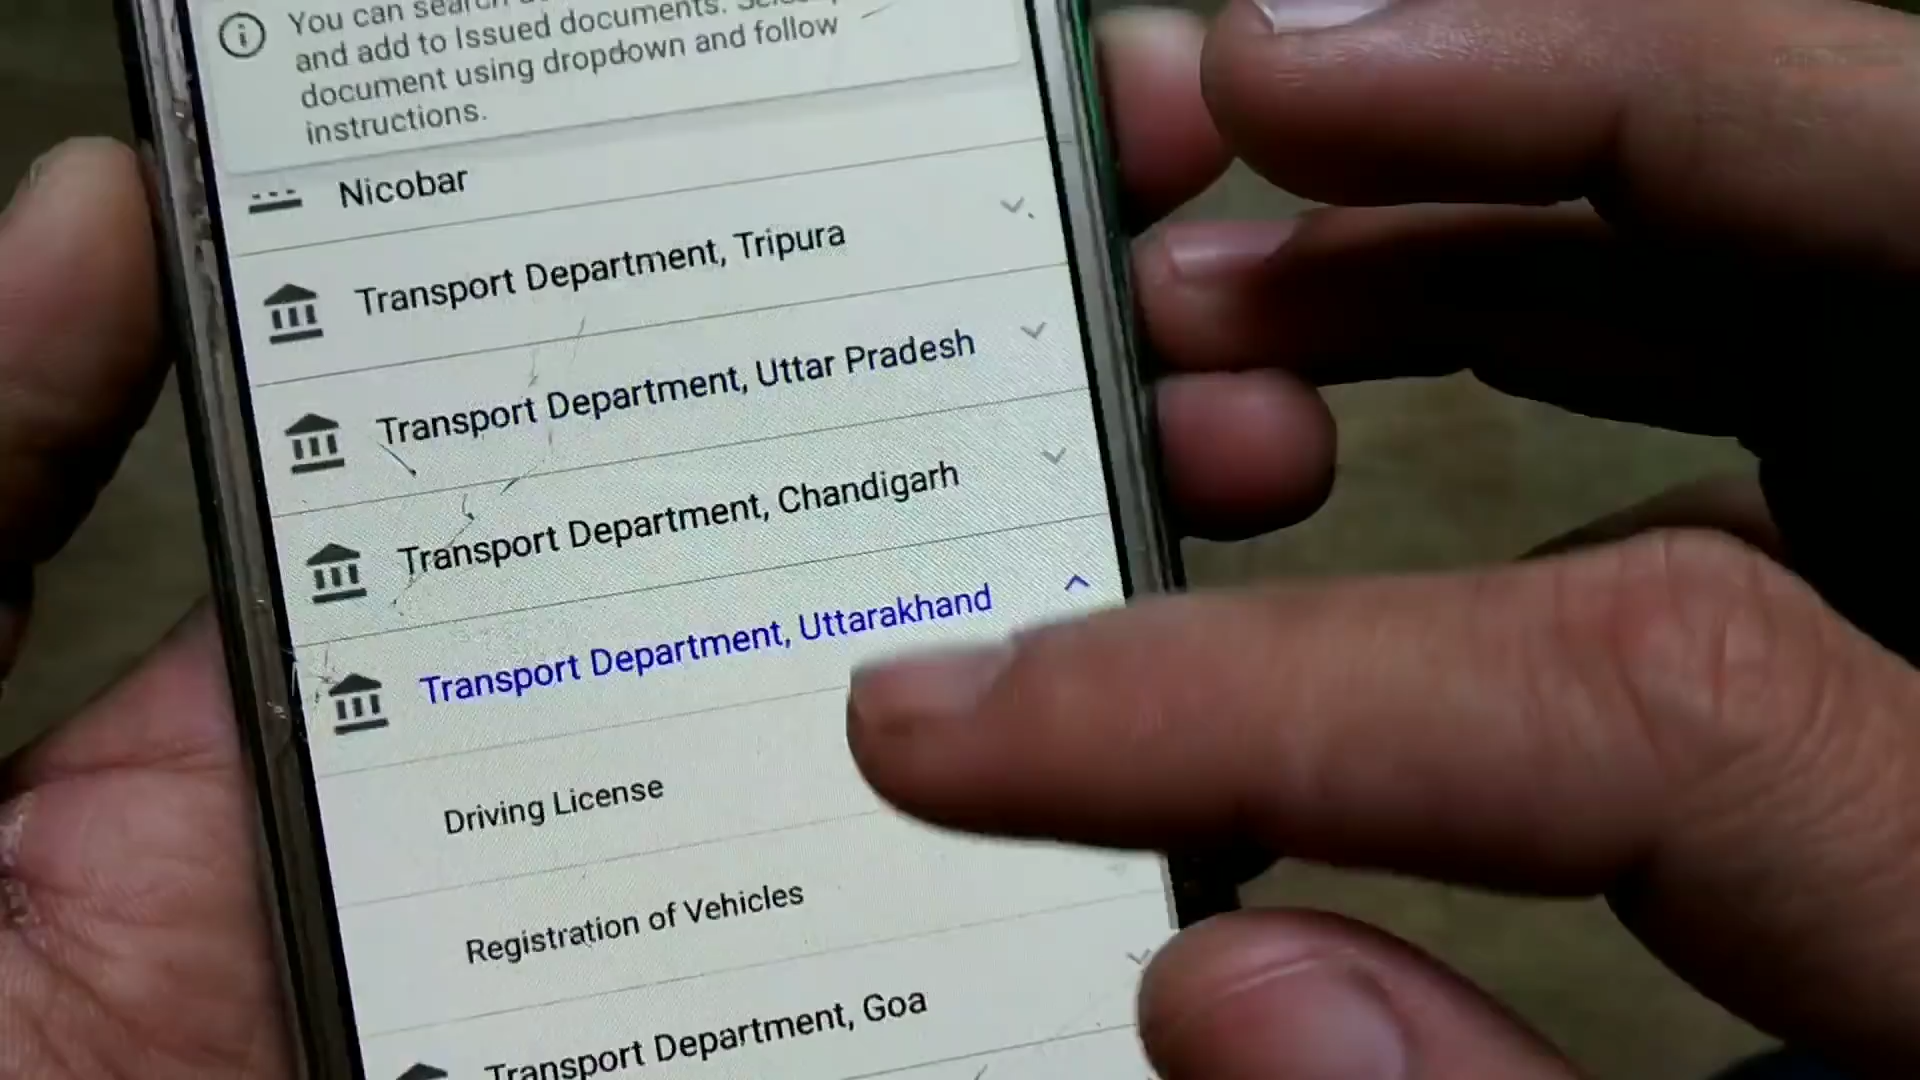 You can search
and add to Issued documents.
document using dropdown and follow
instructions.
Nicobar
Transport Department, Tripura
Transport Department, Uttar Pradesh
Transport Department, Chandigarh
Transport Department, Uttarakhand
Driving License
Registration of Vehicles
Transport Department, Goa